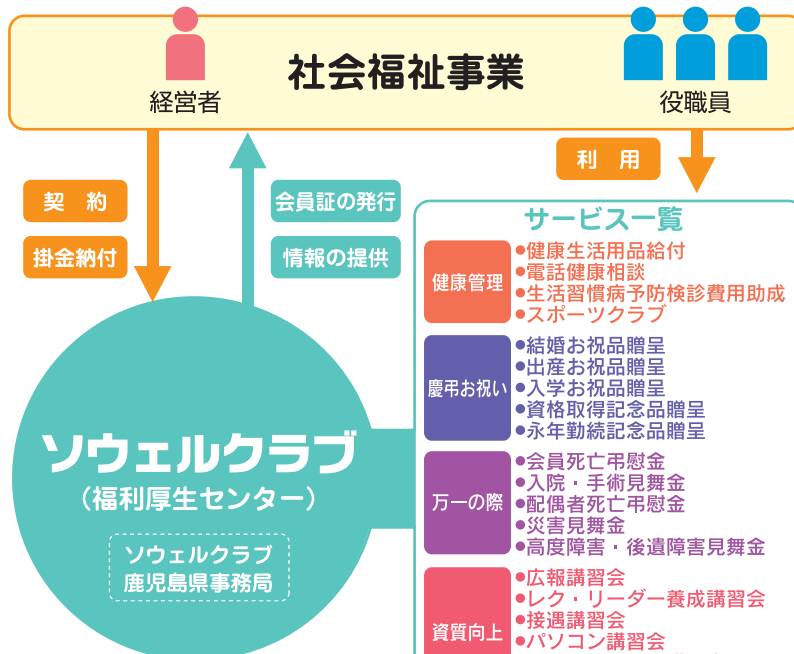 社会福祉事業
経営者
役職員
契　約
掛金納付
会員証の発行
情報の提供
利　用
ソウェルクラブ
（福利厚生センター）
ソウェルクラブ
鹿児島県事務局
サービス一覧
健康管理
●健康生活用品給付
●電話健康相談
●生活習慣病予防検診費用助成
●スポーツクラブ
慶弔お祝い
●結婚お祝品贈呈
●出産お祝品贈呈
●入学お祝品贈呈
●資格取得記念品贈呈
●永年勤続記念品贈呈
万一の際
●会員死亡弔慰金
●入院・手術見舞金
●配偶者死亡弔慰金
●災害見舞金
●高度障害・後遺障害見舞金
資質向上
●広報講習会
●レク・リーダー養成講習会
●接遇講習会
●パソコン講習会